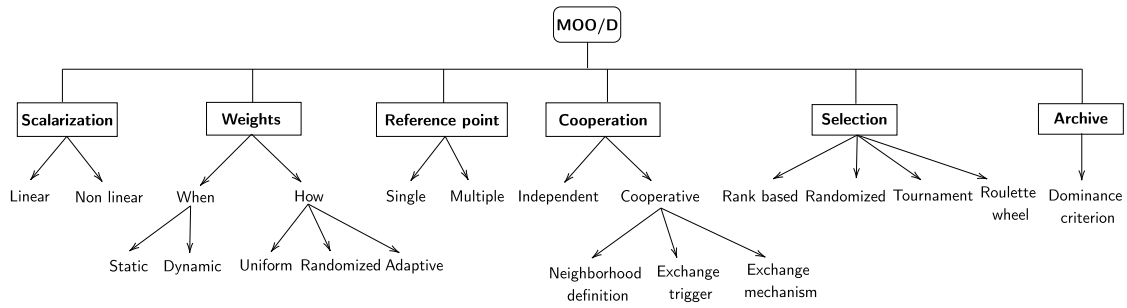 MOO/D
Scalarization
Weights
Reference point
Cooperation
Selection
Archive
Linear
Non linear
When
How
Single
Multiple
Independent
Cooperative
Rank based
Randomized
Tournament
Roulette
wheel
Dominance
criterion
Static
Dynamic
Uniform
Randomized
Adaptive
Neighborhood
definition
Exchange
trigger
Exchange
mechanism